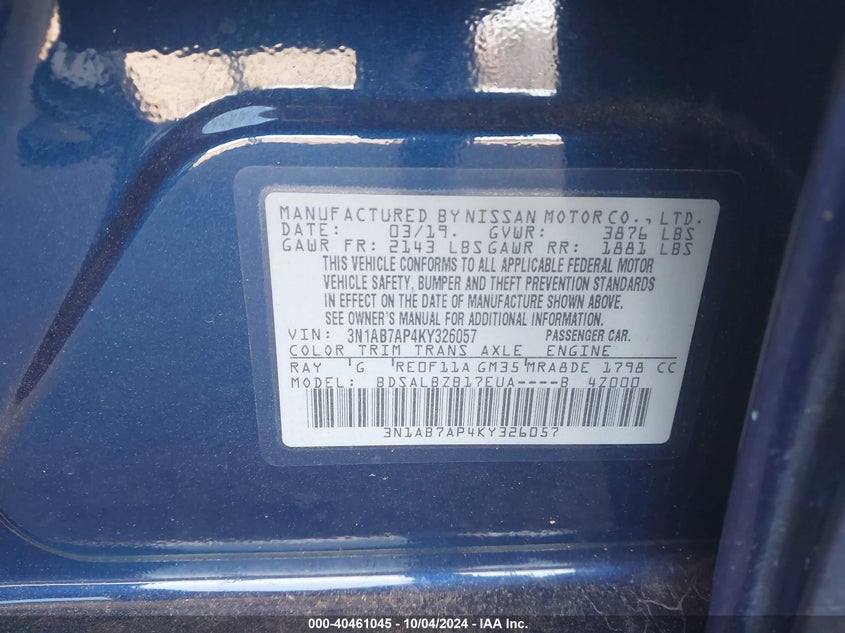 MANUFACTURED BY NISSAN MOTOR CO., LTD.
DATE: 03/19. GVWR: 3876 LBS
GAWR FR: 2143 LBS GAWR RR: 1881 LBS
THIS VEHICLE CONFORMS TO ALL APPLICABLE FEDERAL MOTOR
VEHICLE SAFETY, BUMPER AND THEFT PREVENTION STANDARDS
IN EFFECT ON THE DATE OF MANUFACTURE SHOWN ABOVE.
SEE OWNER'S MANUAL FOR ADDITIONAL INFORMATION.
VIN: 3N1AB7AP4KY326057 PASSENGER CAR.
COLOR TRIM TRANS AXLE ENGINE
RAY G RE0F11A GM35 MRA8DE 1798 CC
MODEL: BDSALBZB17EUA----B 4Z000
3N1AB7AP4KY326057
000-40461045 - 10/04/2024 - IAA Inc.